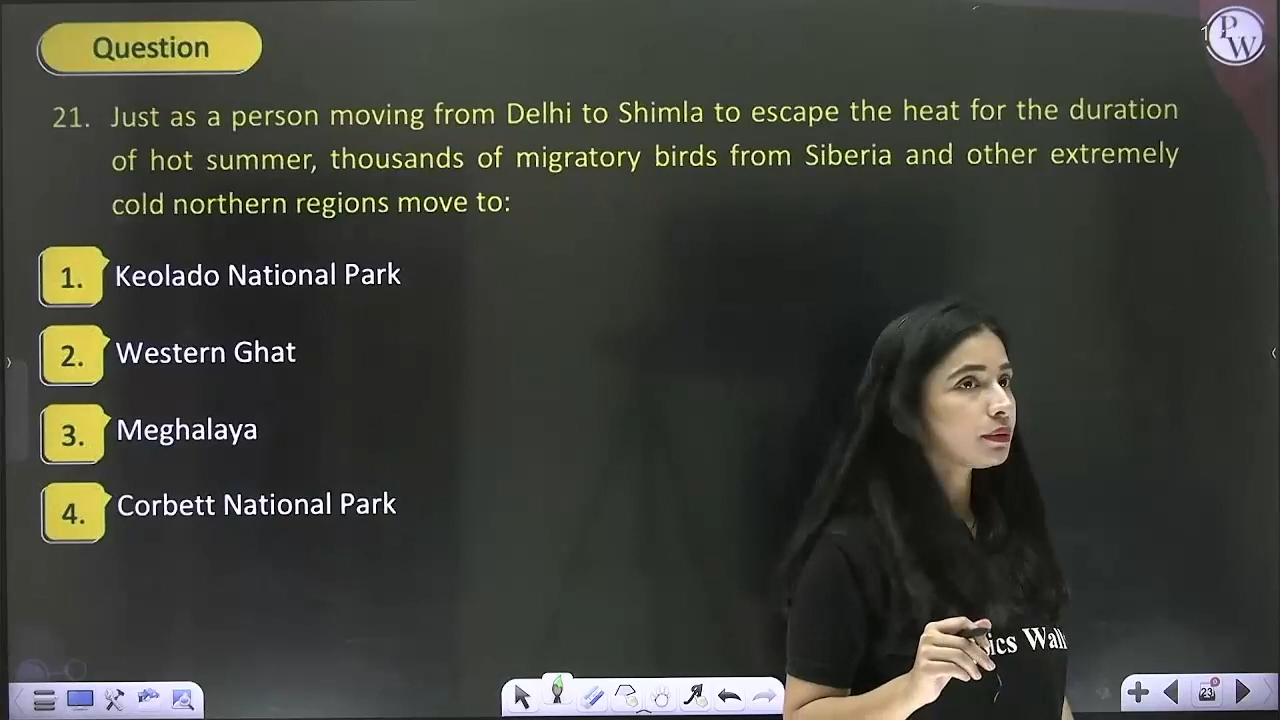 Question
PW
21. Just as a person moving from Delhi to Shimla to escape the heat for the duration
of hot summer, thousands of migratory birds from Siberia and other extremely
cold northern regions move to:
1. Keolado National Park
2. Western Ghat
3. Meghalaya
4. Corbett National Park
ics Wall
23